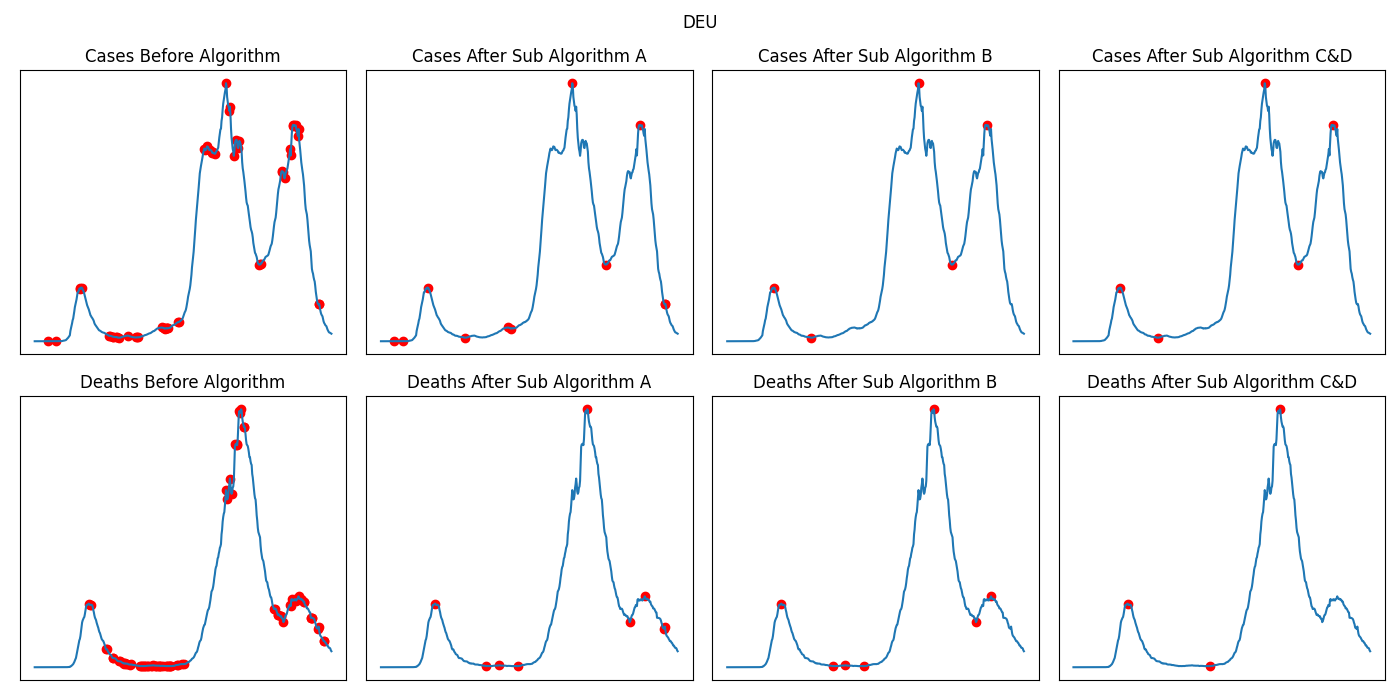 DEU
Cases Before Algorithm
Cases After Sub Algorithm A
Cases After Sub Algorithm B
Cases After Sub Algorithm C&D
Deaths Before Algorithm
Deaths After Sub Algorithm A
Deaths After Sub Algorithm B
Deaths After Sub Algorithm C&D